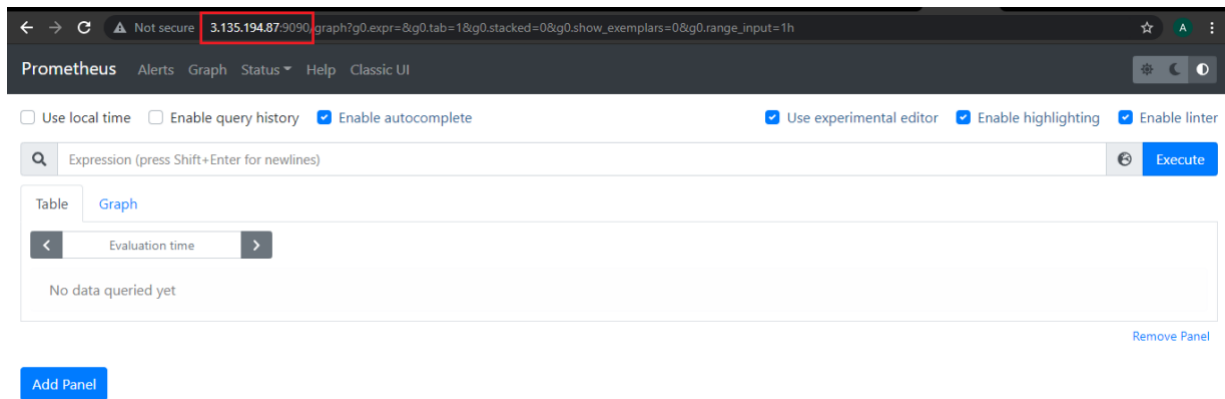 Not secure 3.135.194.87:9090/graph?g0.expr=&g0.tab=1&g0.stacked=0&g0.show_exemplars=0&g0.range_input=1h A
Prometheus Alerts Graph Status Help Classic UI
Use local time Enable query history Enable autocomplete Use experimental editor Enable highlighting Enable linter
Expression (press Shift+Enter for newlines) Execute
Table Graph
Evaluation time
No data queried yet
Remove Panel
Add Panel